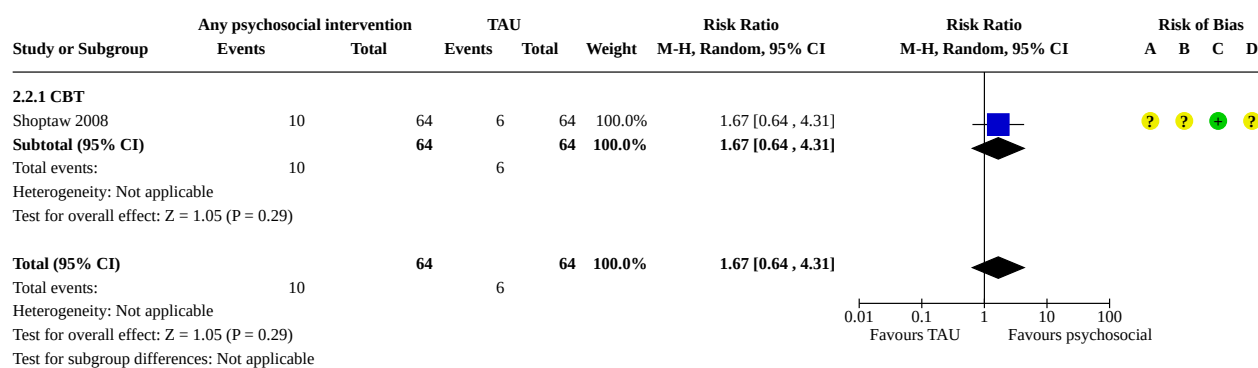 Any psychosocial intervention TAU Risk Ratio Risk Ratio Risk of Bias
Study or Subgroup Events Total Events Total Weight M-H, Random, 95% CI M-H, Random, 95% CI A B C D
2.2.1 CBT
Shoptaw 2008 10 64 6 64 100.0% 1.67 [0.64 , 4.31] ? ? + ?
Subtotal (95% CI) 64 64 100.0% 1.67 [0.64 , 4.31]
Total events: 10 6
Heterogeneity: Not applicable
Test for overall effect: Z = 1.05 (P = 0.29)
Total (95% CI) 64 64 100.0% 1.67 [0.64 , 4.31]
Total events: 10 6
Heterogeneity: Not applicable
0.01 0.1 1 10 100
Test for overall effect: Z = 1.05 (P = 0.29) Favours TAU Favours psychosocial
Test for subgroup differences: Not applicable